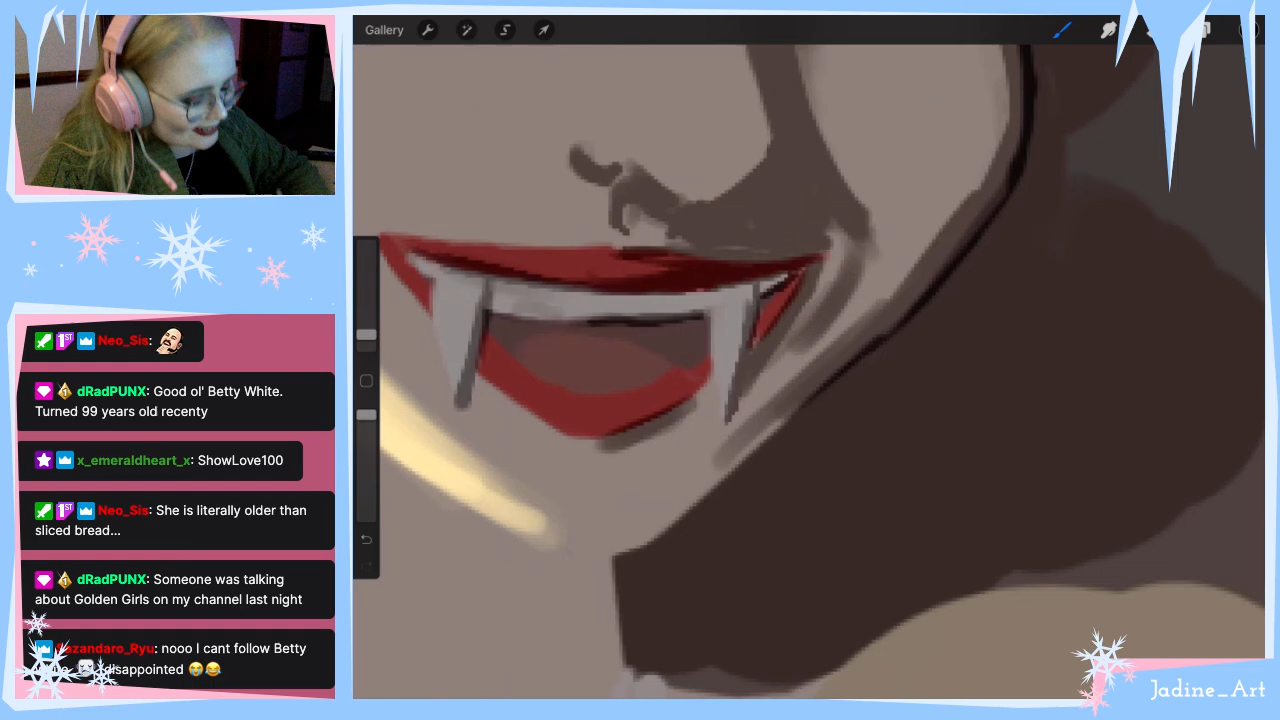 Gallery
Neo_Sis:
dRadPUNX: Good ol' Betty White.
Turned 99 years old recenty
x_emeraldheart_x: ShowLove100
Neo_Sis: She is literally older than
sliced bread...
dRadPUNX: Someone was talking
about Golden Girls on my channel last night
azandaro_Ryu: nooo I cant follow Betty
disappointed 😭😂
Jadine_Art